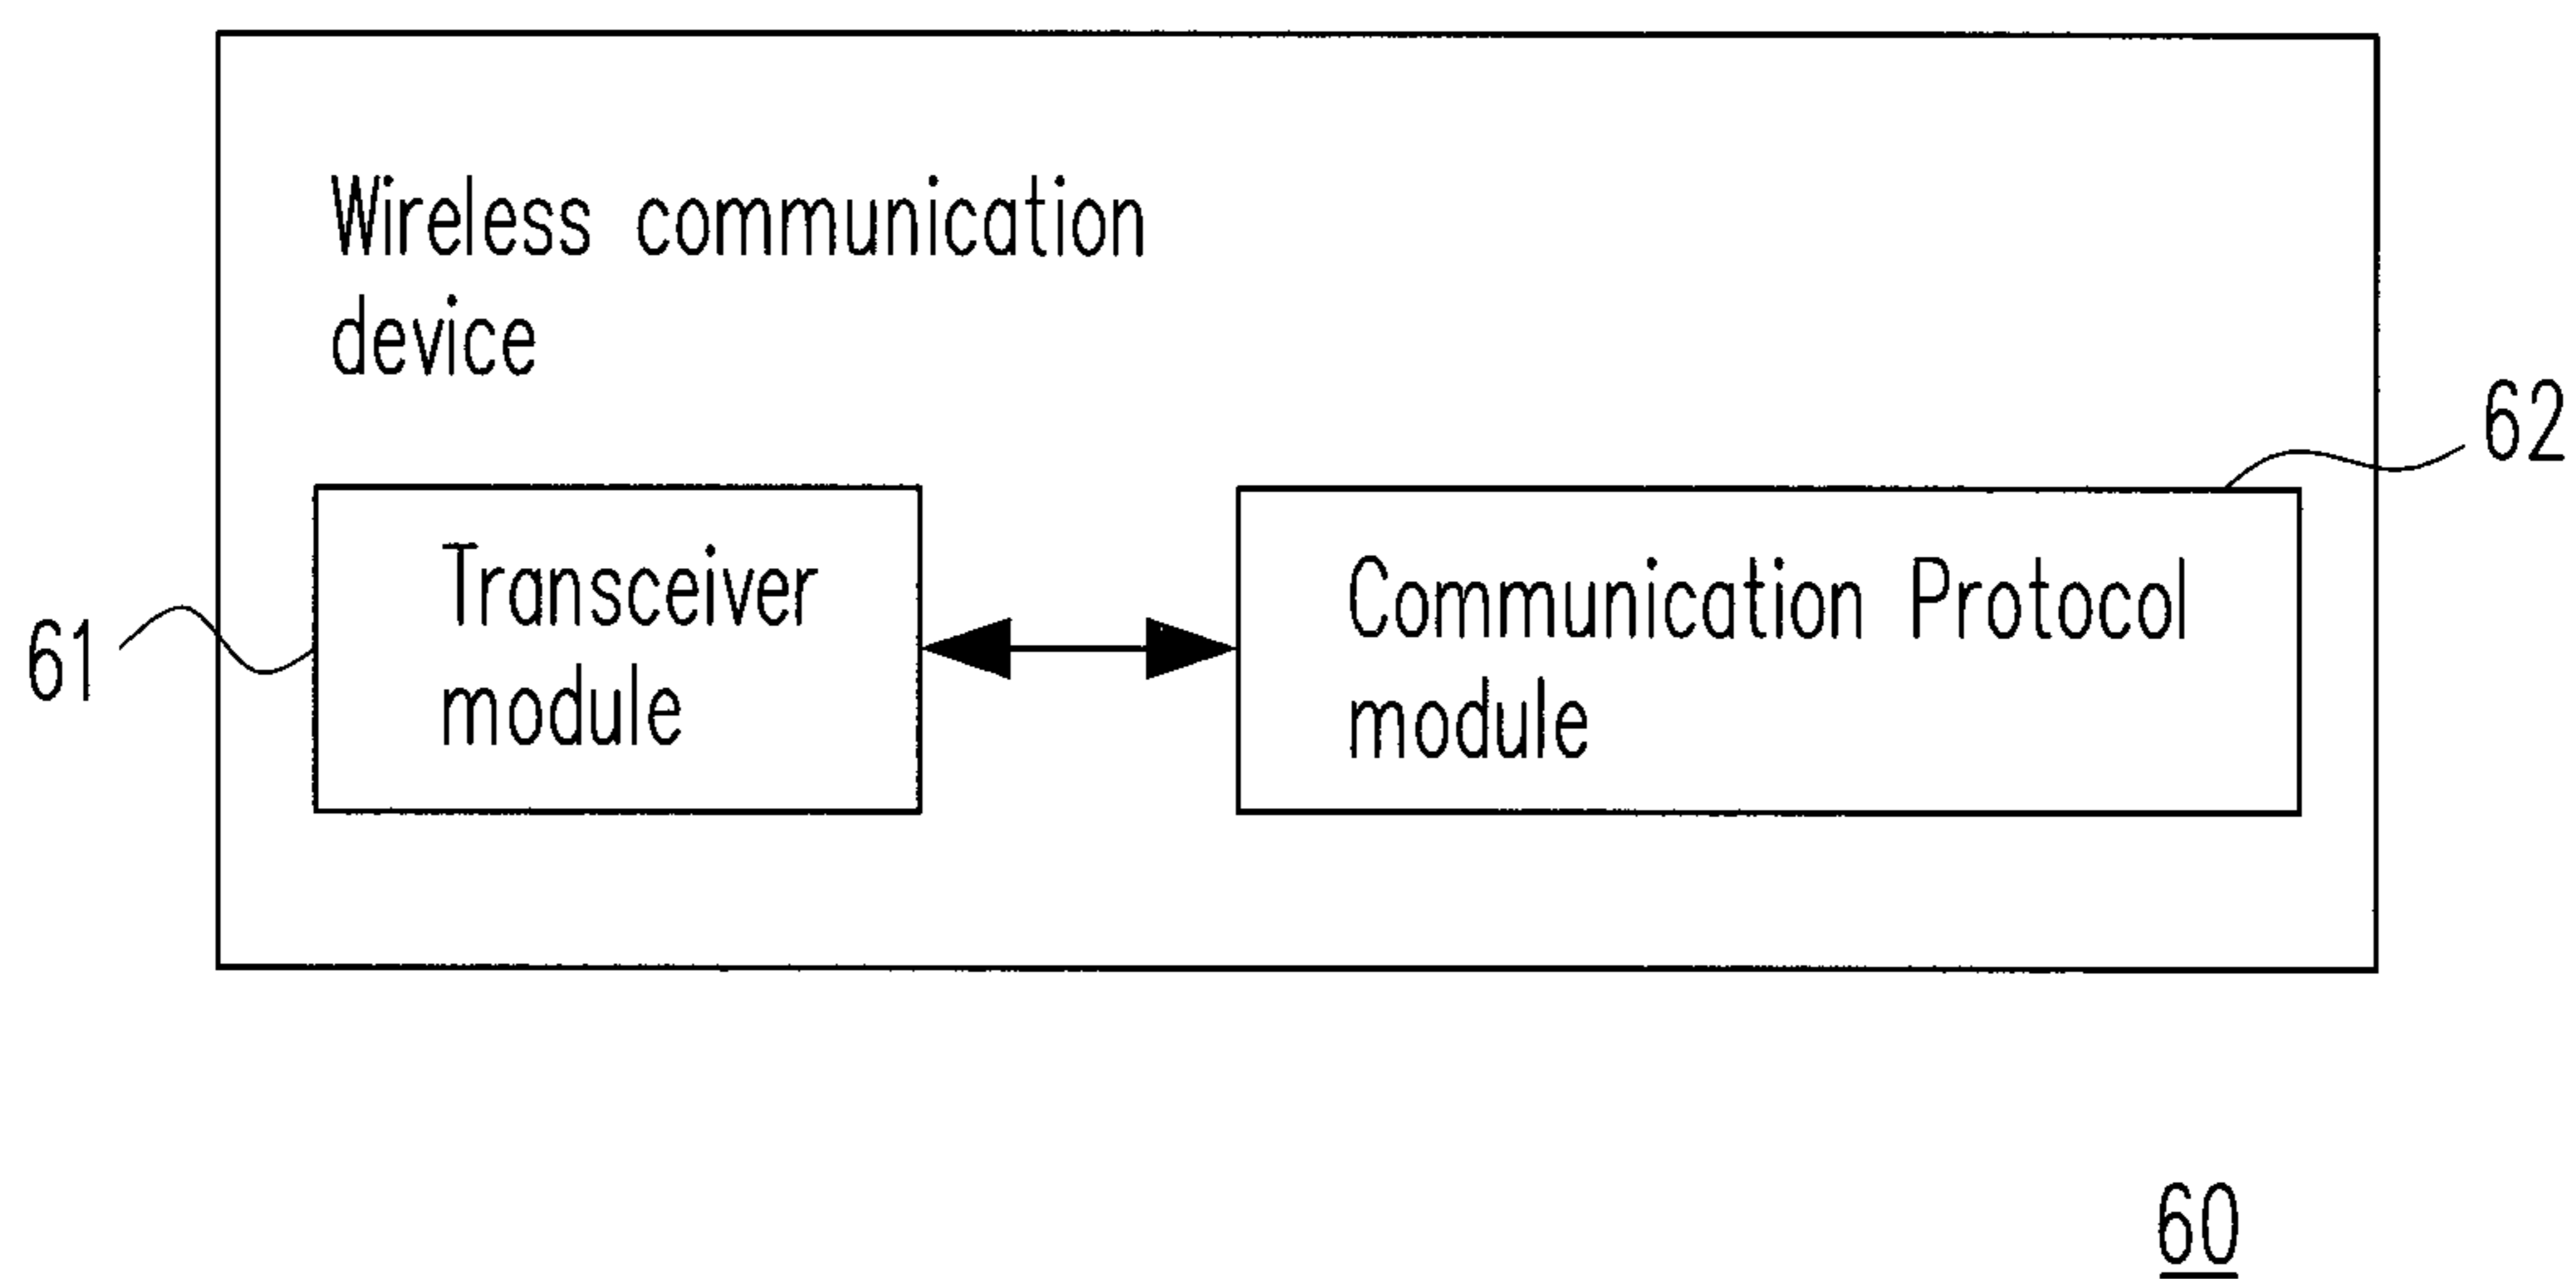 Wireless communication
device
62
Transceiver
module
Communication Protocol
module
61
60